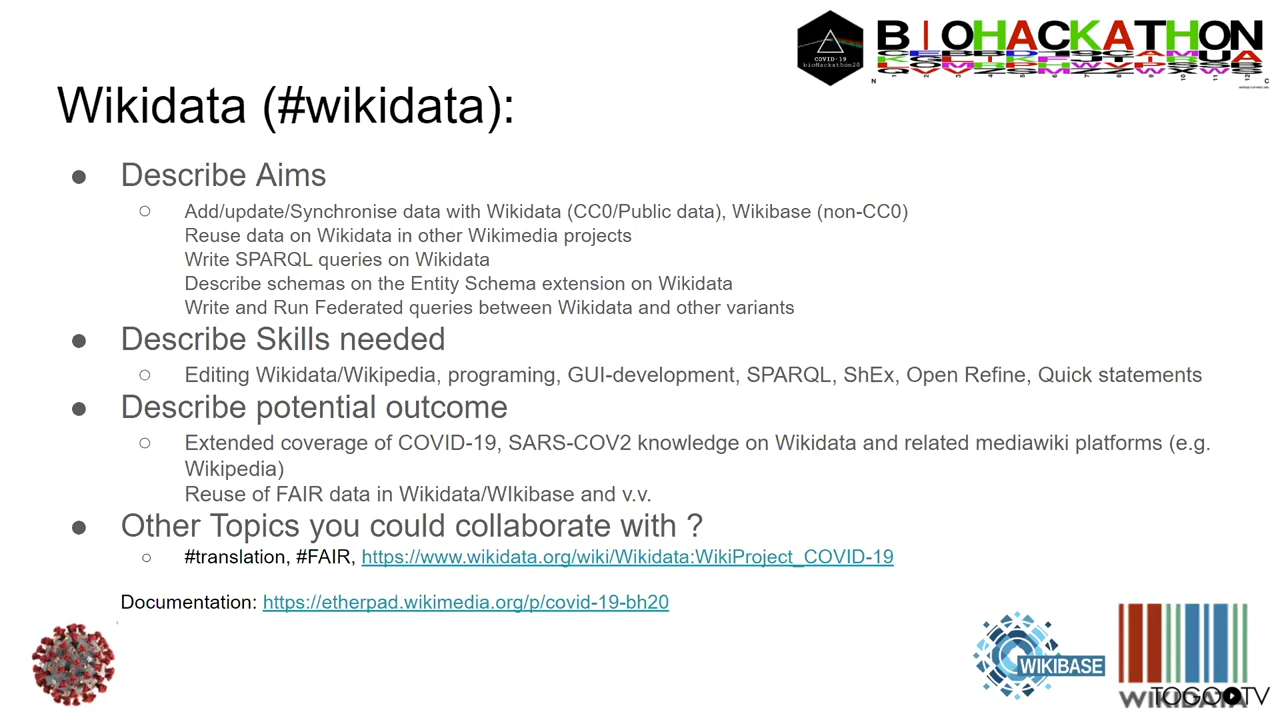 BIOHACKATHON
COVID-19
bioHackathon20
Wikidata (#wikidata):
● Describe Aims
○ Add/update/Synchronise data with Wikidata (CC0/Public data), Wikibase (non-CC0)
Reuse data on Wikidata in other Wikimedia projects
Write SPARQL queries on Wikidata
Describe schemas on the Entity Schema extension on Wikidata
Write and Run Federated queries between Wikidata and other variants
● Describe Skills needed
○ Editing Wikidata/Wikipedia, programing, GUI-development, SPARQL, ShEx, Open Refine, Quick statements
● Describe potential outcome
○ Extended coverage of COVID-19, SARS-COV2 knowledge on Wikidata and related mediawiki platforms (e.g.
Wikipedia)
Reuse of FAIR data in Wikidata/WIkibase and v.v.
● Other Topics you could collaborate with ?
○ #translation, #FAIR, https://www.wikidata.org/wiki/Wikidata:WikiProject_COVID-19
Documentation: https://etherpad.wikimedia.org/p/covid-19-bh20
WIKIBASE
WIKIDATA
TOGOTV